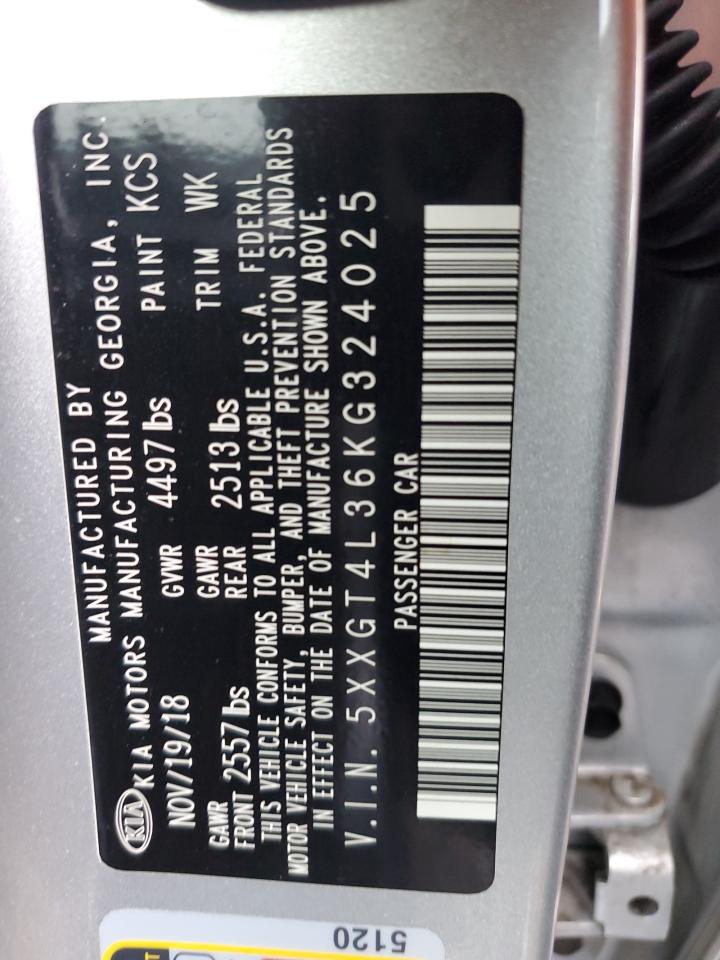 MANUFACTURED BY
KIA KIA MOTORS MANUFACTURING GEORGIA, INC.
NOV/19/18 GVWR 4497 lbs PAINT KCS
GAWR FRONT 2557 lbs GAWR REAR 2513 lbs TRIM WK
THIS VEHICLE CONFORMS TO ALL APPLICABLE U.S.A. FEDERAL
MOTOR VEHICLE SAFETY, BUMPER, AND THEFT PREVENTION STANDARDS
IN EFFECT ON THE DATE OF MANUFACTURE SHOWN ABOVE.
V.I.N. 5XXGT4L36KG324025
PASSENGER CAR
5120